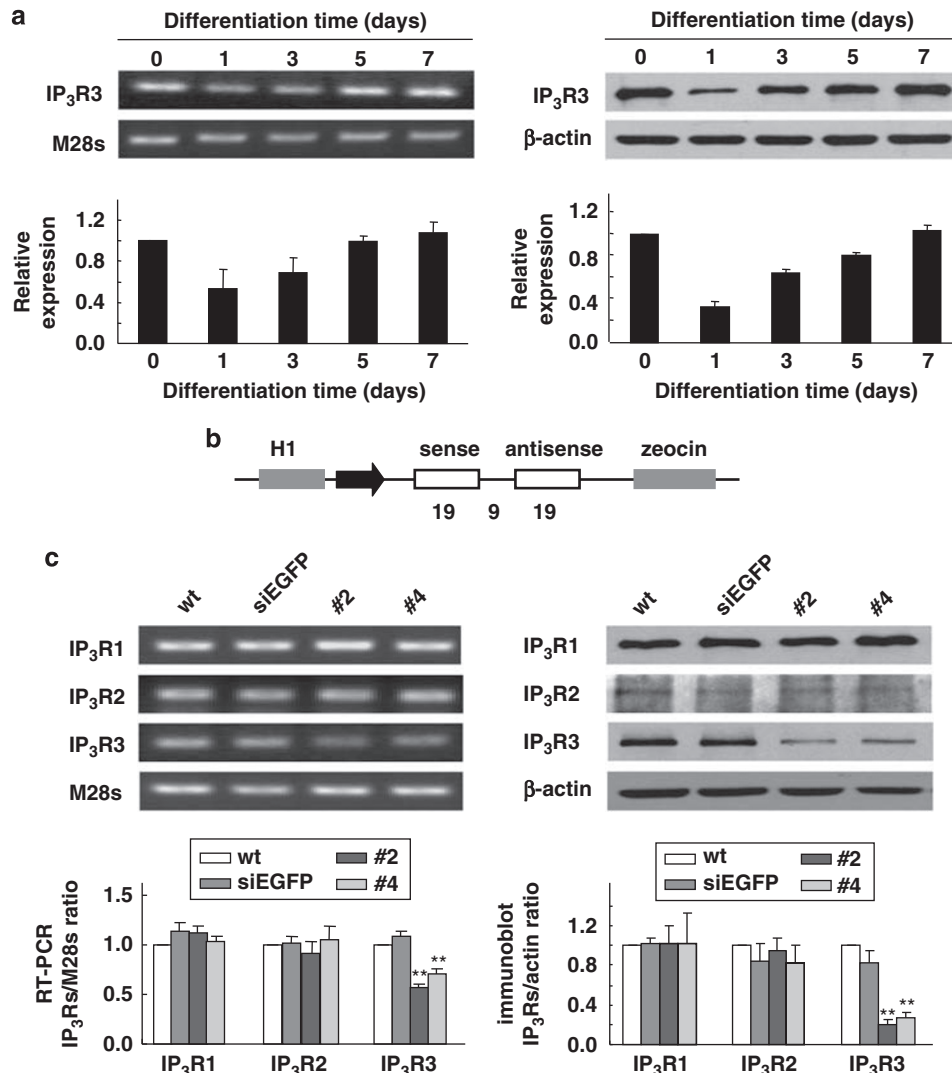 a
Differentiation time (days)
0 1 3 5 7
IP₃R3
M28s
Relative expression
1.2
0.8
0.4
0.0
0 1 3 5 7
Differentiation time (days)
Differentiation time (days)
0 1 3 5 7
IP₃R3
β-actin
Relative expression
1.2
0.8
0.4
0.0
0 1 3 5 7
Differentiation time (days)
b
H1 sense antisense zeocin
19 9 19
c
wt siEGFP #2 #4
IP₃R1
IP₃R2
IP₃R3
M28s
wt #2
siEGFP #4
RT-PCR
IP₃Rs/M28s ratio
1.5
1.0
0.5
0.0
** **
IP₃R1 IP₃R2 IP₃R3
wt siEGFP #2 #4
IP₃R1
IP₃R2
IP₃R3
β-actin
wt #2
siEGFP #4
immunoblot
IP₃Rs/actin ratio
1.2
0.8
0.4
0.0
** **
IP₃R1 IP₃R2 IP₃R3